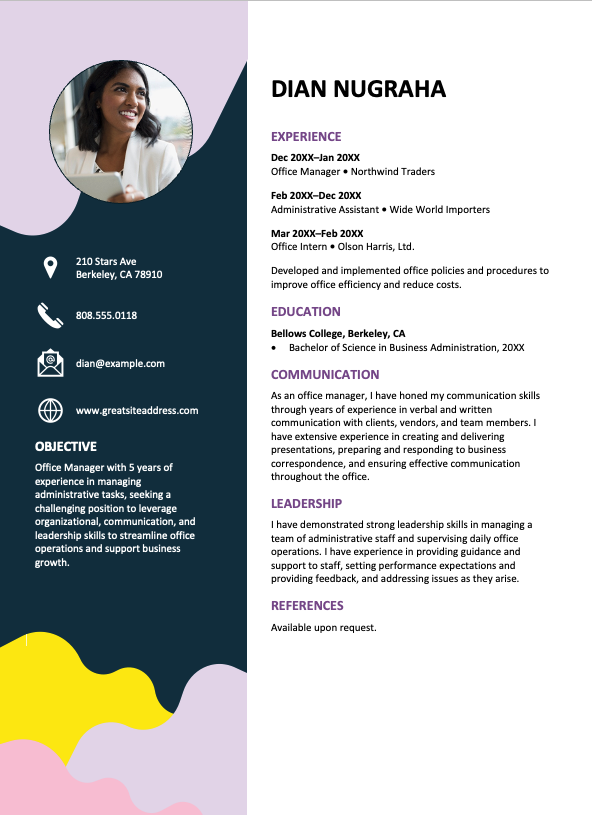 210 Stars Ave
Berkeley, CA 78910
808.555.0118
dian@example.com
www.greatsiteaddress.com
OBJECTIVE
Office Manager with 5 years of
experience in managing
administrative tasks, seeking a
challenging position to leverage
organizational, communication, and
leadership skills to streamline office
operations and support business
growth.
DIAN NUGRAHA
EXPERIENCE
Dec 20XX–Jan 20XX
Office Manager • Northwind Traders
Feb 20XX–Dec 20XX
Administrative Assistant • Wide World Importers
Mar 20XX–Feb 20XX
Office Intern • Olson Harris, Ltd.
Developed and implemented office policies and procedures to
improve office efficiency and reduce costs.
EDUCATION
Bellows College, Berkeley, CA
• Bachelor of Science in Business Administration, 20XX
COMMUNICATION
As an office manager, I have honed my communication skills
through years of experience in verbal and written
communication with clients, vendors, and team members. I
have extensive experience in creating and delivering
presentations, preparing and responding to business
correspondence, and ensuring effective communication
throughout the office.
LEADERSHIP
I have demonstrated strong leadership skills in managing a
team of administrative staff and supervising daily office
operations. I have experience in providing guidance and
support to staff, setting performance expectations and
providing feedback, and addressing issues as they arise.
REFERENCES
Available upon request.